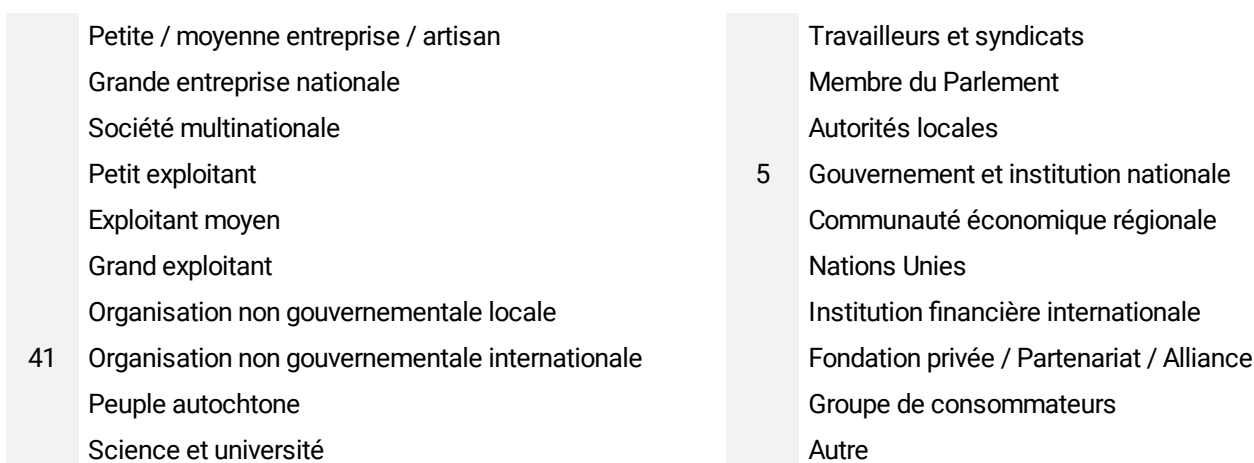 Petite / moyenne entreprise / artisan
Grande entreprise nationale
Société multinationale
Petit exploitant
Exploitant moyen
Grand exploitant
Organisation non gouvernementale locale
41 Organisation non gouvernementale internationale
Peuple autochtone
Science et université
Travailleurs et syndicats
Membre du Parlement
Autorités locales
5 Gouvernement et institution nationale
Communauté économique régionale
Nations Unies
Institution financière internationale
Fondation privée / Partenariat / Alliance
Groupe de consommateurs
Autre